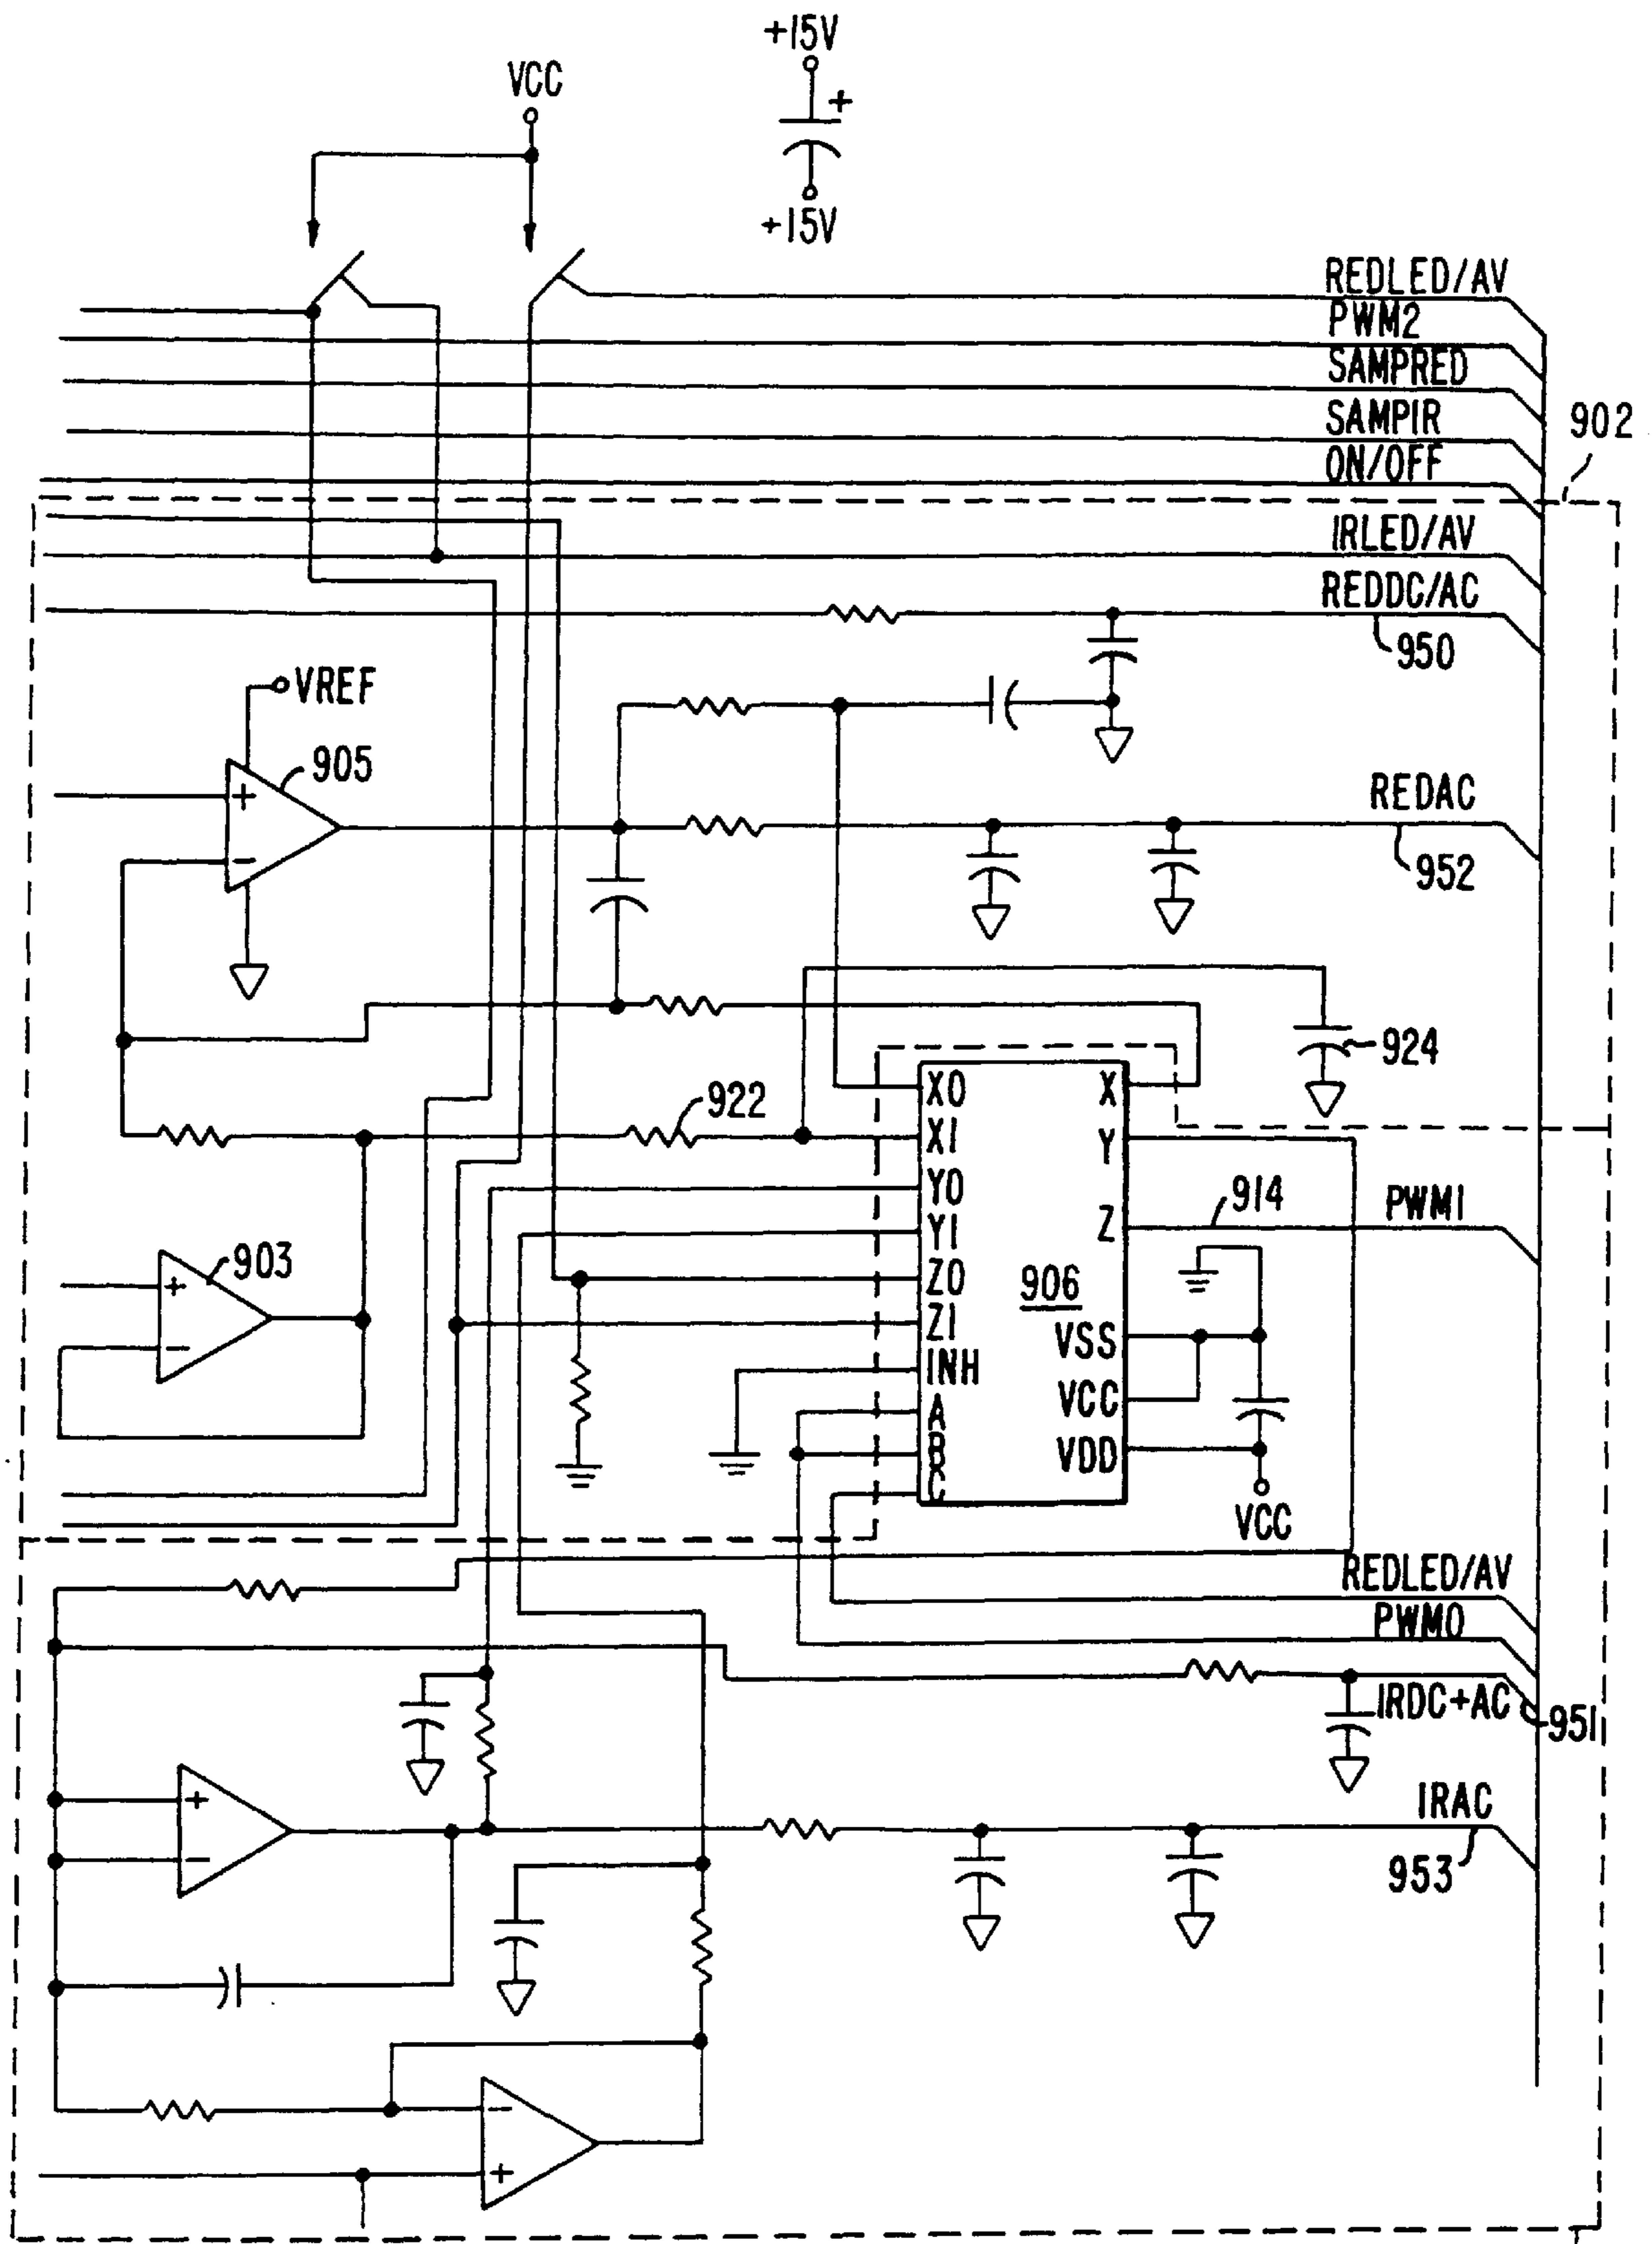 +15V
VCC
+
+15V
REDLED/AV
PWM2
SAMPRED
SAMPIR
902
ON/OFF
IRLED/AV
REDDC/AC
950
VREF
905
+
−
REDAC
952
924
922
X0
X
X1
Y
Y0
914
PWM1
Y1
Z
903
+
−
Z0
906
Z1
VSS
INH
VCC
A
B
VDD
C
VCC
REDLED/AV
PWM0
IRDC+AC
951
+
−
IRAC
953
−
+